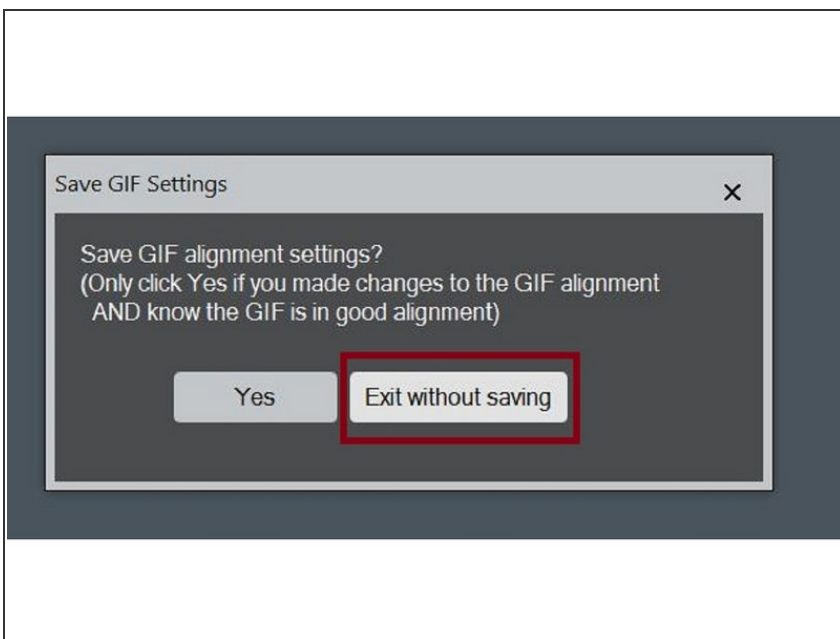 Save GIF Settings
Save GIF alignment settings?
(Only click Yes if you made changes to the GIF alignment
AND know the GIF is in good alignment)
Yes
Exit without saving